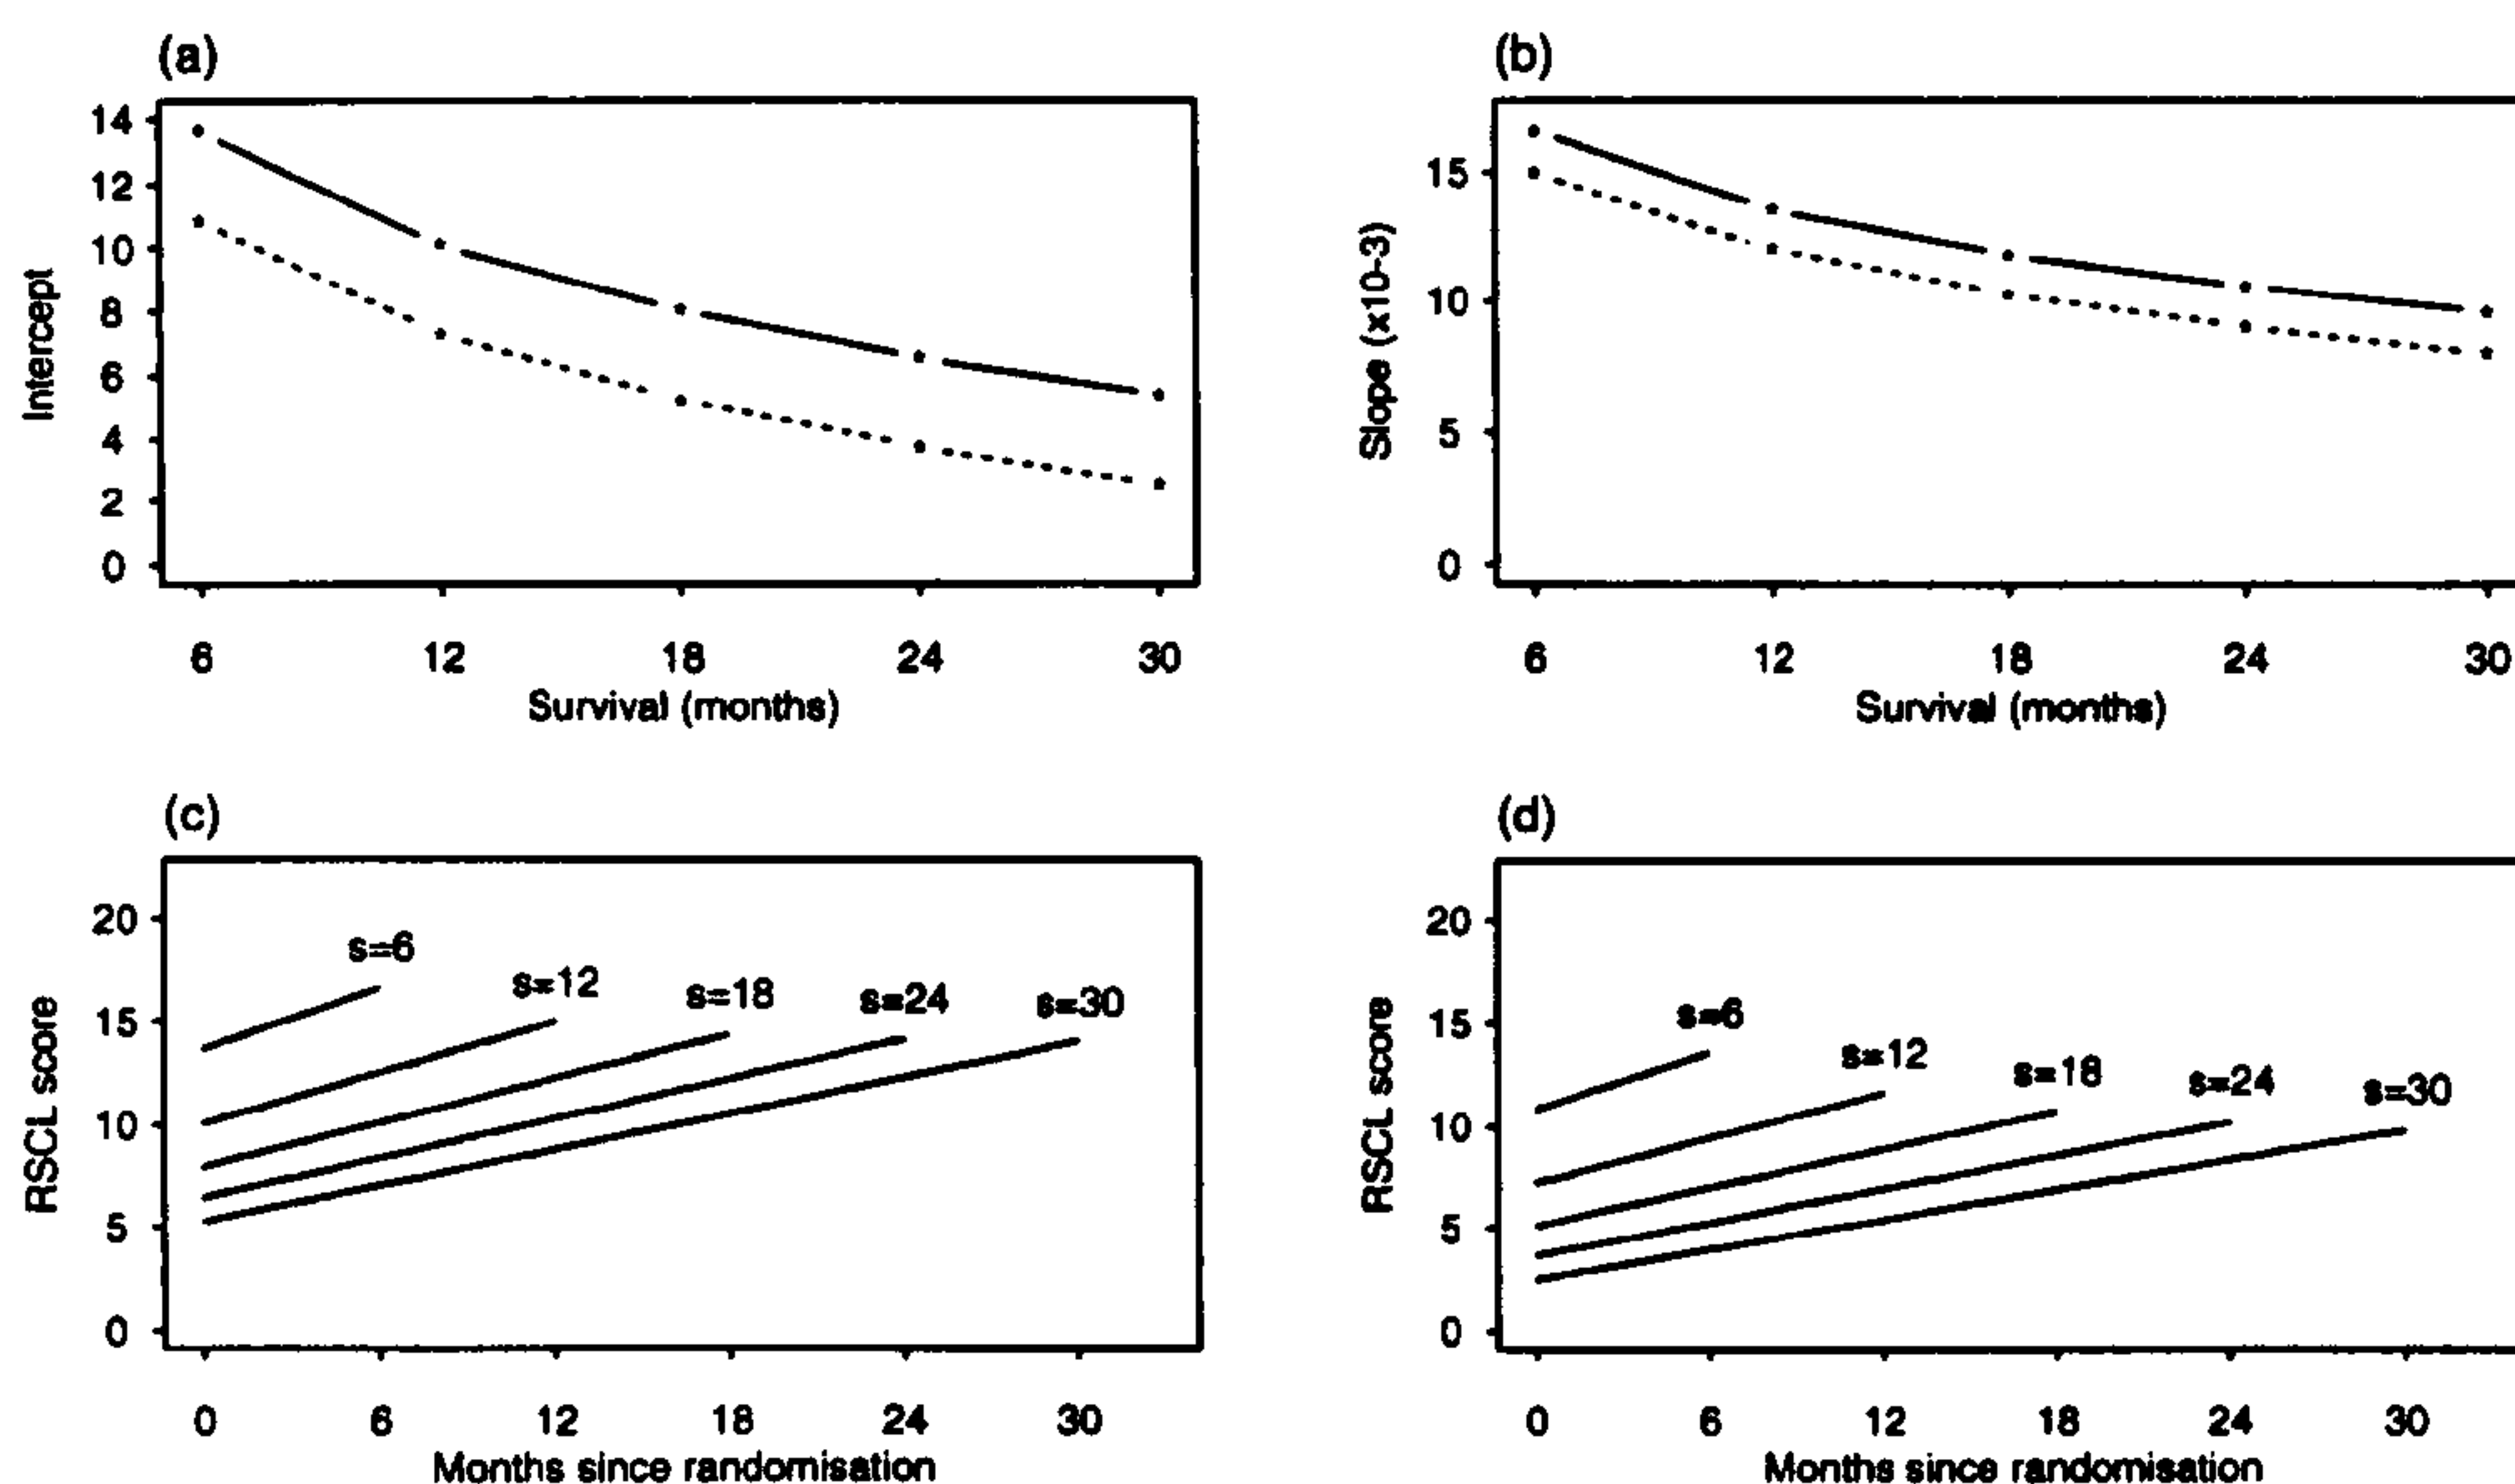 (a)
14
12
10
8
6
4
2
0
Intercept
6 12 18 24 30
Survival (months)
(b)
15
10
5
0
Slope (x10-3)
6 12 18 24 30
Survival (months)
(c)
20
15
10
5
0
RSCL score
s=6
s=12
s=18
s=24
s=30
0 6 12 18 24 30
Months since randomisation
(d)
20
15
10
5
0
RSCL score
s=6
s=12
s=18
s=24
s=30
0 6 12 18 24 30
Months since randomisation